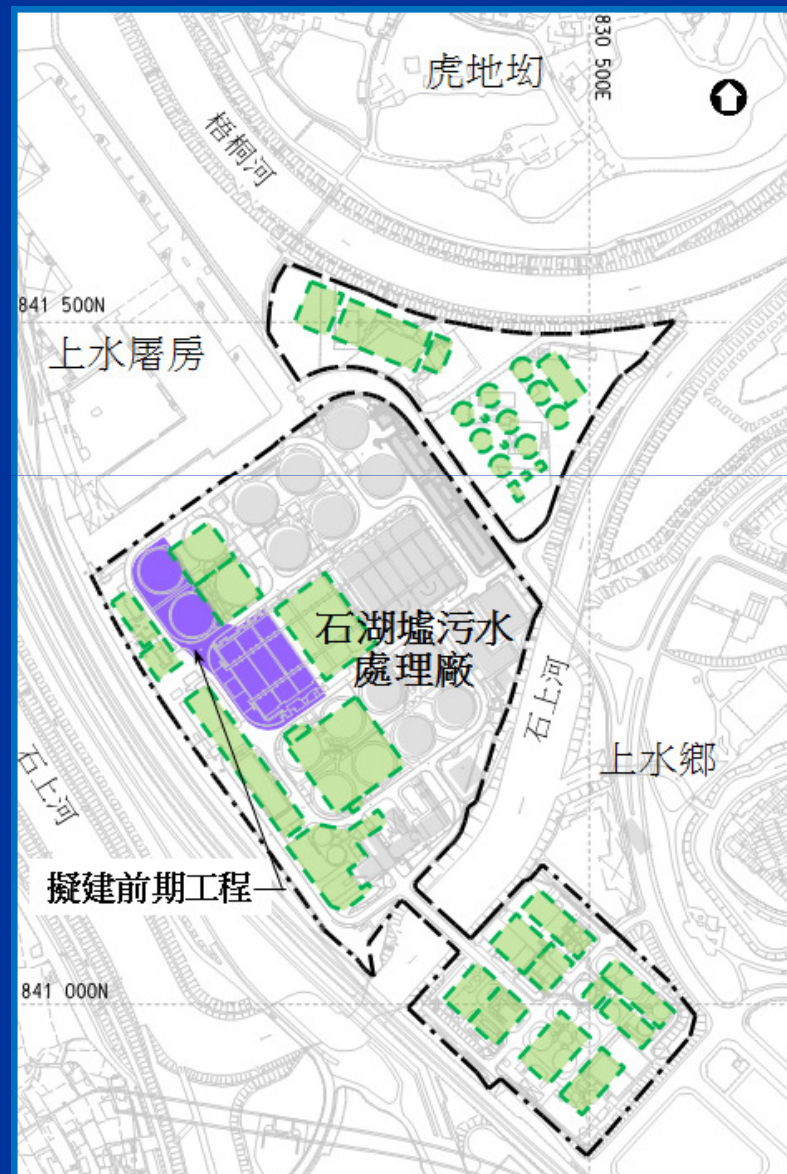 虎地坳
830 500E
梧桐河
841 500N
上水屠房
石湖墟污水
處理廠
石上河
上水鄉
石上河
擬建前期工程
841 000N